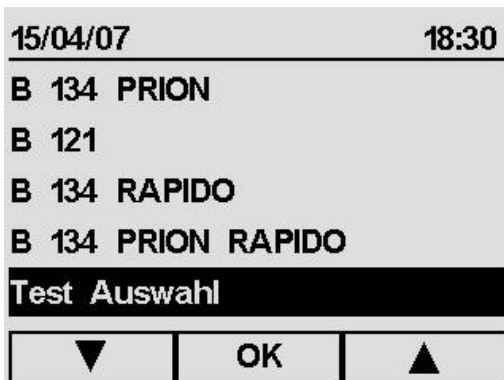 15/04/07 18:30
B 134 PRION
B 121
B 134 RAPIDO
B 134 PRION RAPIDO
Test Auswahl
OK